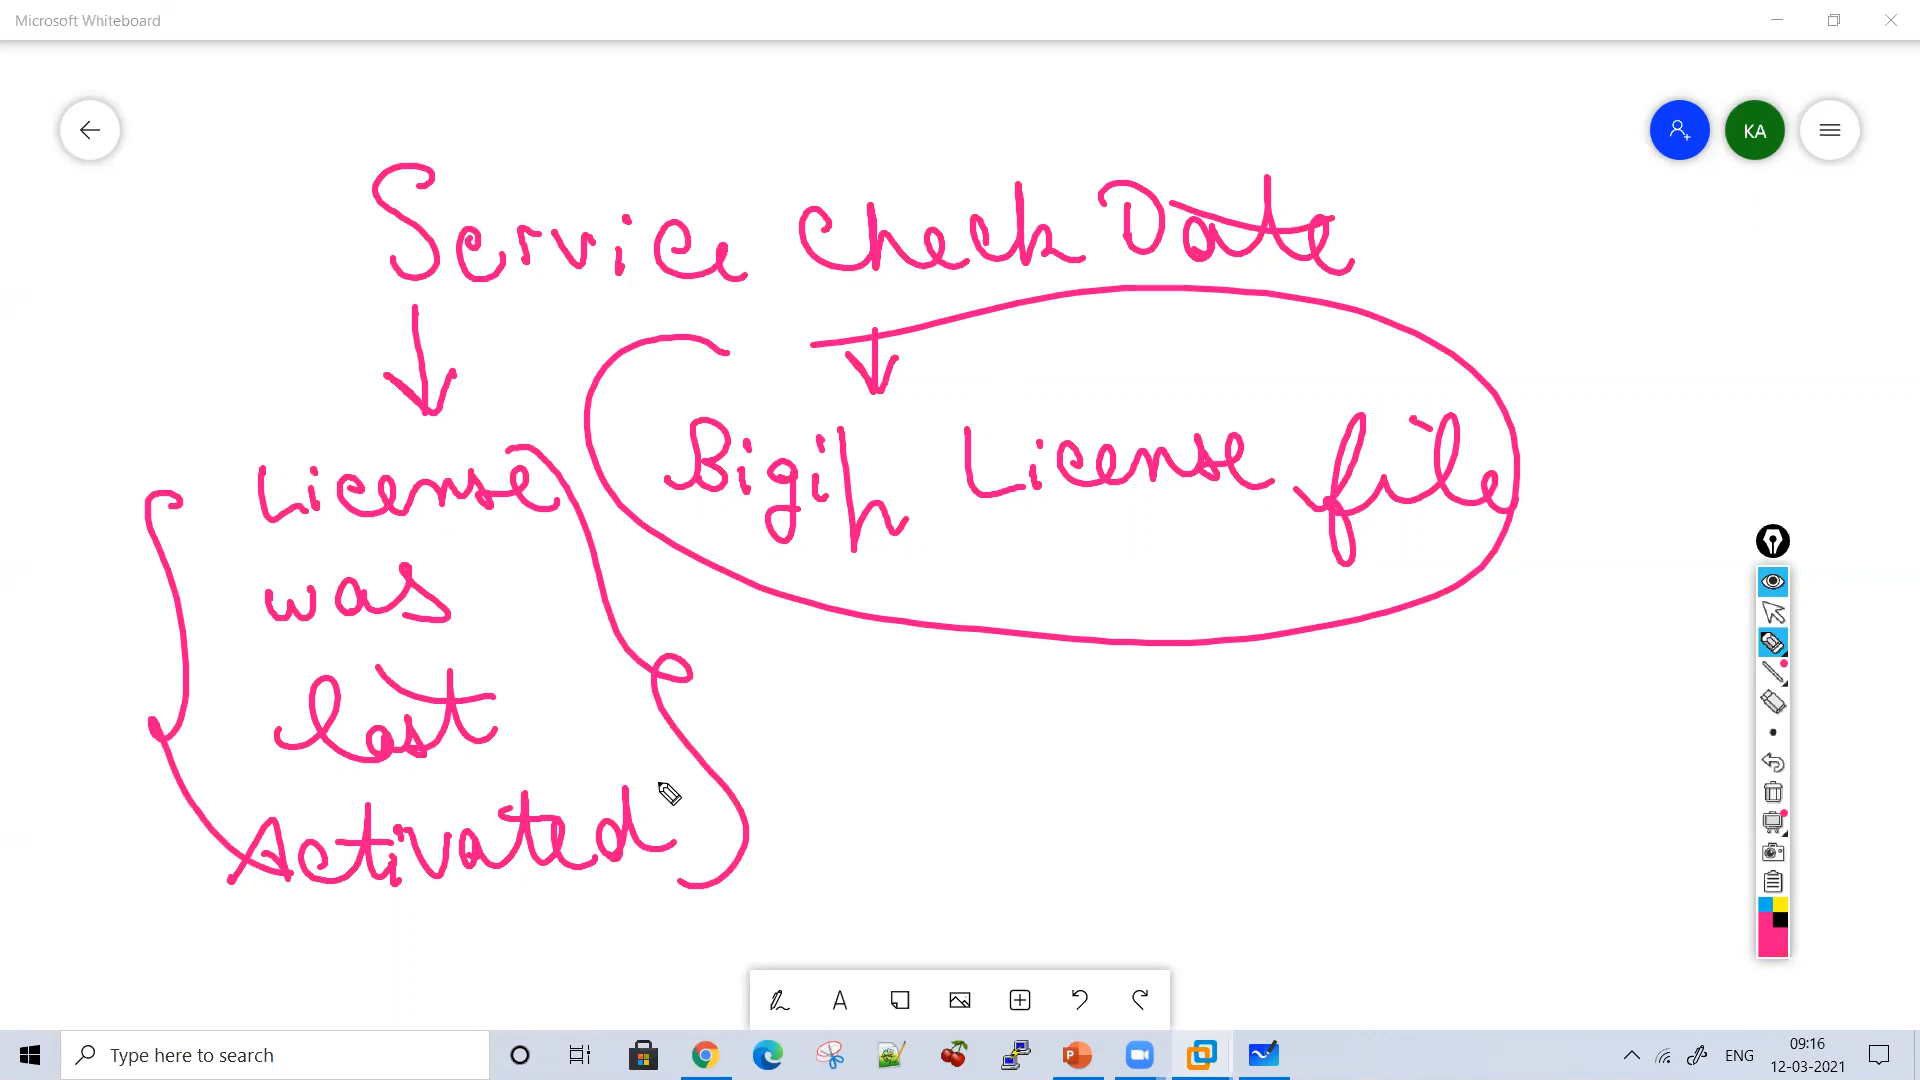 Microsoft Whiteboard
KA
Service Check Date
Bigip License file
License
was
last
Activated
A
Type here to search
ENG
09:16
12-03-2021